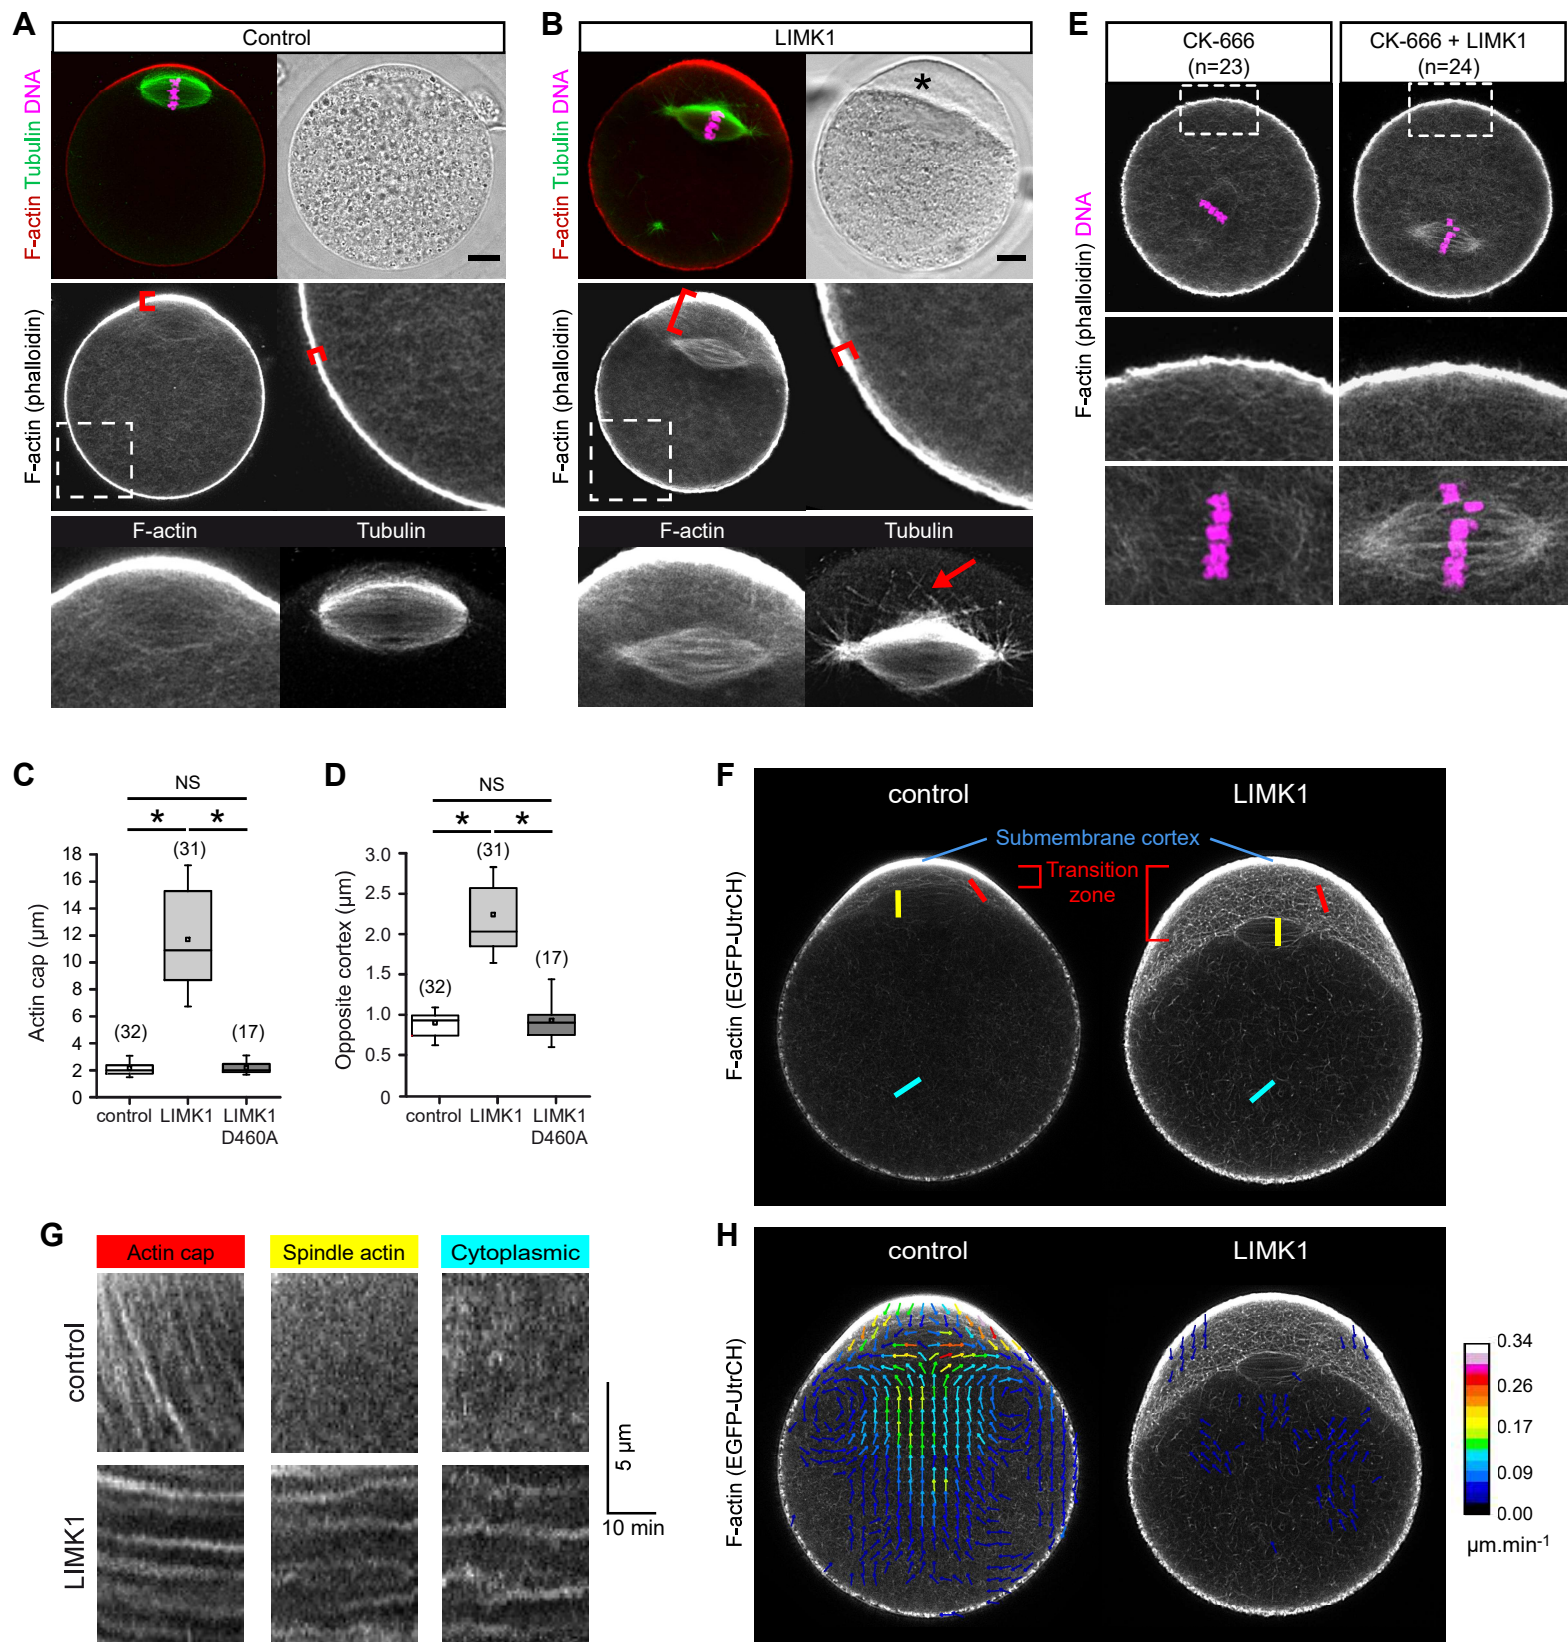 A
Control
F-actin Tubulin DNA
F-actin (phalloidin)
F-actin
Tubulin
B
LIMK1
F-actin Tubulin DNA
*
F-actin (phalloidin)
F-actin
Tubulin
E
CK-666
(n=23)
CK-666 + LIMK1
(n=24)
F-actin (phalloidin) DNA
C
NS
*
*
(31)
(32)
(17)
Actin cap (µm)
18
16
14
12
10
8
6
4
2
0
control
LIMK1
LIMK1
D460A
D
NS
*
*
(31)
(32)
(17)
Opposite cortex (µm)
3.0
2.5
2.0
1.5
1.0
0.5
0
control
LIMK1
LIMK1
D460A
F
control
LIMK1
Submembrane cortex
Transition
zone
F-actin (EGFP-UtrCH)
G
Actin cap
Spindle actin
Cytoplasmic
control
LIMK1
5 µm
10 min
H
control
LIMK1
F-actin (EGFP-UtrCH)
0.34
0.26
0.17
0.09
0.00
µm.min-1